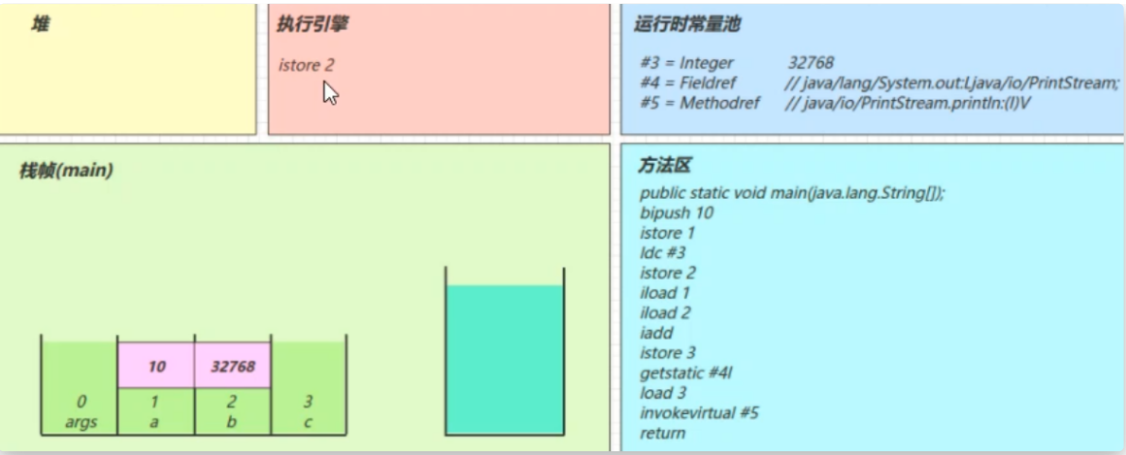 堆
执行引擎
istore 2
运行时常量池
#3 = Integer 32768
#4 = Fieldref // java/lang/System.out:Ljava/io/PrintStream;
#5 = Methodref // java/io/PrintStream.println:(I)V
栈帧(main)
10 32768
0 1 2 3
args a b c
方法区
public static void main(java.lang.String[]);
bipush 10
istore 1
ldc #3
istore 2
iload 1
iload 2
iadd
istore 3
getstatic #4I
load 3
invokevirtual #5
return